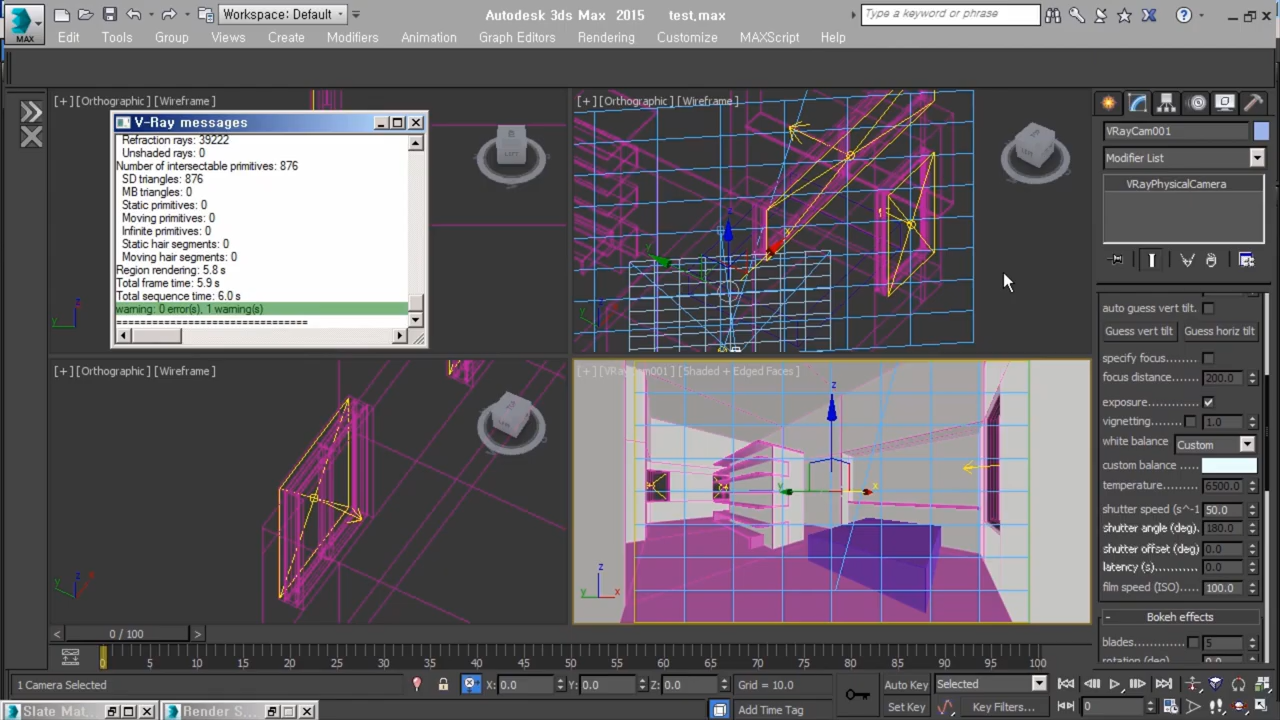 Workspace: Default
Autodesk 3ds Max 2015 test.max
Type a keyword or phrase
MAX
Edit Tools Group Views Create Modifiers Animation Graph Editors Rendering Customize MAXScript Help
[+] [Orthographic] [Wireframe]
V-Ray messages
Refraction rays: 39222
Unshaded rays: 0
Number of intersectable primitives: 876
SD triangles: 876
MB triangles: 0
Static primitives: 0
Moving primitives: 0
Infinite primitives: 0
Static hair segments: 0
Moving hair segments: 0
Region rendering: 5.8 s
Total frame time: 5.9 s
Total sequence time: 6.0 s
warning: 0 error(s), 1 warning(s)
==============================
LEFT
z
y
[+] [Orthographic] [Wireframe]
z
y
[+] [Orthographic] [Wireframe]
y
z
[Shaded + Edged Faces]
z
x
z
y
x
VRayCam001
Modifier List
VRayPhysicalCamera
auto guess vert tilt.
Guess vert tilt Guess horiz tilt
specify focus........
focus distance....... 200.0
exposure.............
vignetting..... 1.0
white balance Custom
custom balance .....
temperature......... 6500.0
shutter speed (s^-1 50.0
shutter angle (deg). 180.0
shutter offset (deg) 0.0
latency (s)............ 0.0
film speed (ISO)..... 100.0
- Bokeh effects
blades........... 5
0 / 100
0 5 10 15 20 25 30 35 40 45 50 55 60 65 70 75 80 85 90 95 100
1 Camera Selected
X: 0.0 Y: 0.0 Z: 0.0
Grid = 10.0
Auto Key Selected
Add Time Tag
Set Key Key Filters...
0
Slate Mat...
Render S...